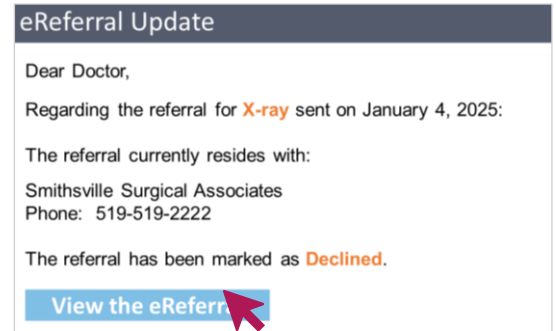 eReferral Update
Dear Doctor,
Regarding the referral for X-ray sent on January 4, 2025:
The referral currently resides with:
Smithsville Surgical Associates
Phone: 519-519-2222
The referral has been marked as Declined.
View the eReferra